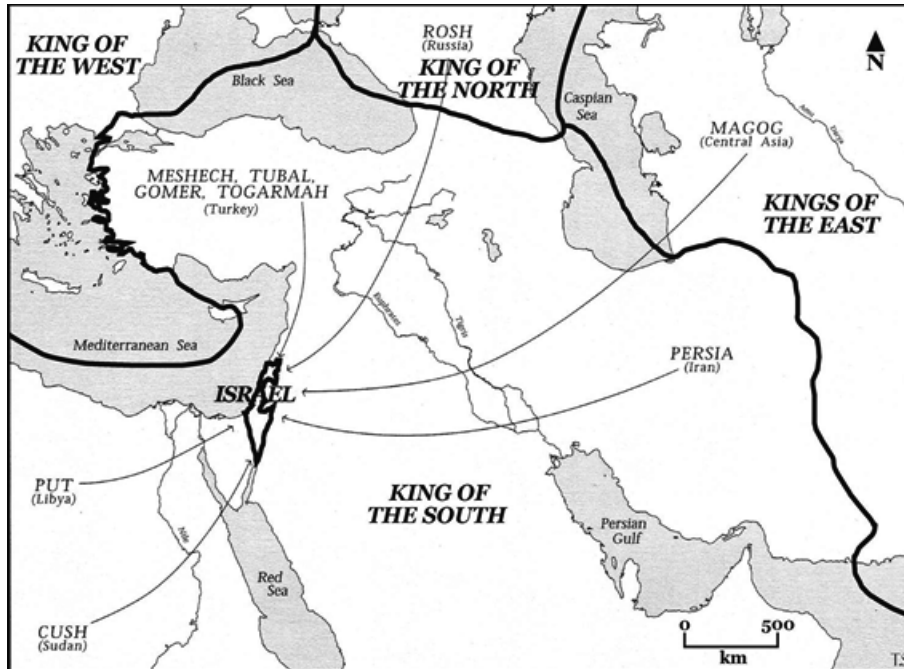 KING OF
THE WEST
Black Sea
ROSH
(Russia)
KING OF
THE NORTH
Caspian
Sea
N
Amu
Darya
MAGOG
(Central Asia)
MESHECH, TUBAL,
GOMER, TOGARMAH
(Turkey)
KINGS OF
THE EAST
Euphrates
Tigris
Mediterranean Sea
PERSIA
(Iran)
ISRAEL
PUT
(Libya)
KING OF
THE SOUTH
Nile
Persian
Gulf
Red
Sea
CUSH
(Sudan)
0 500
km